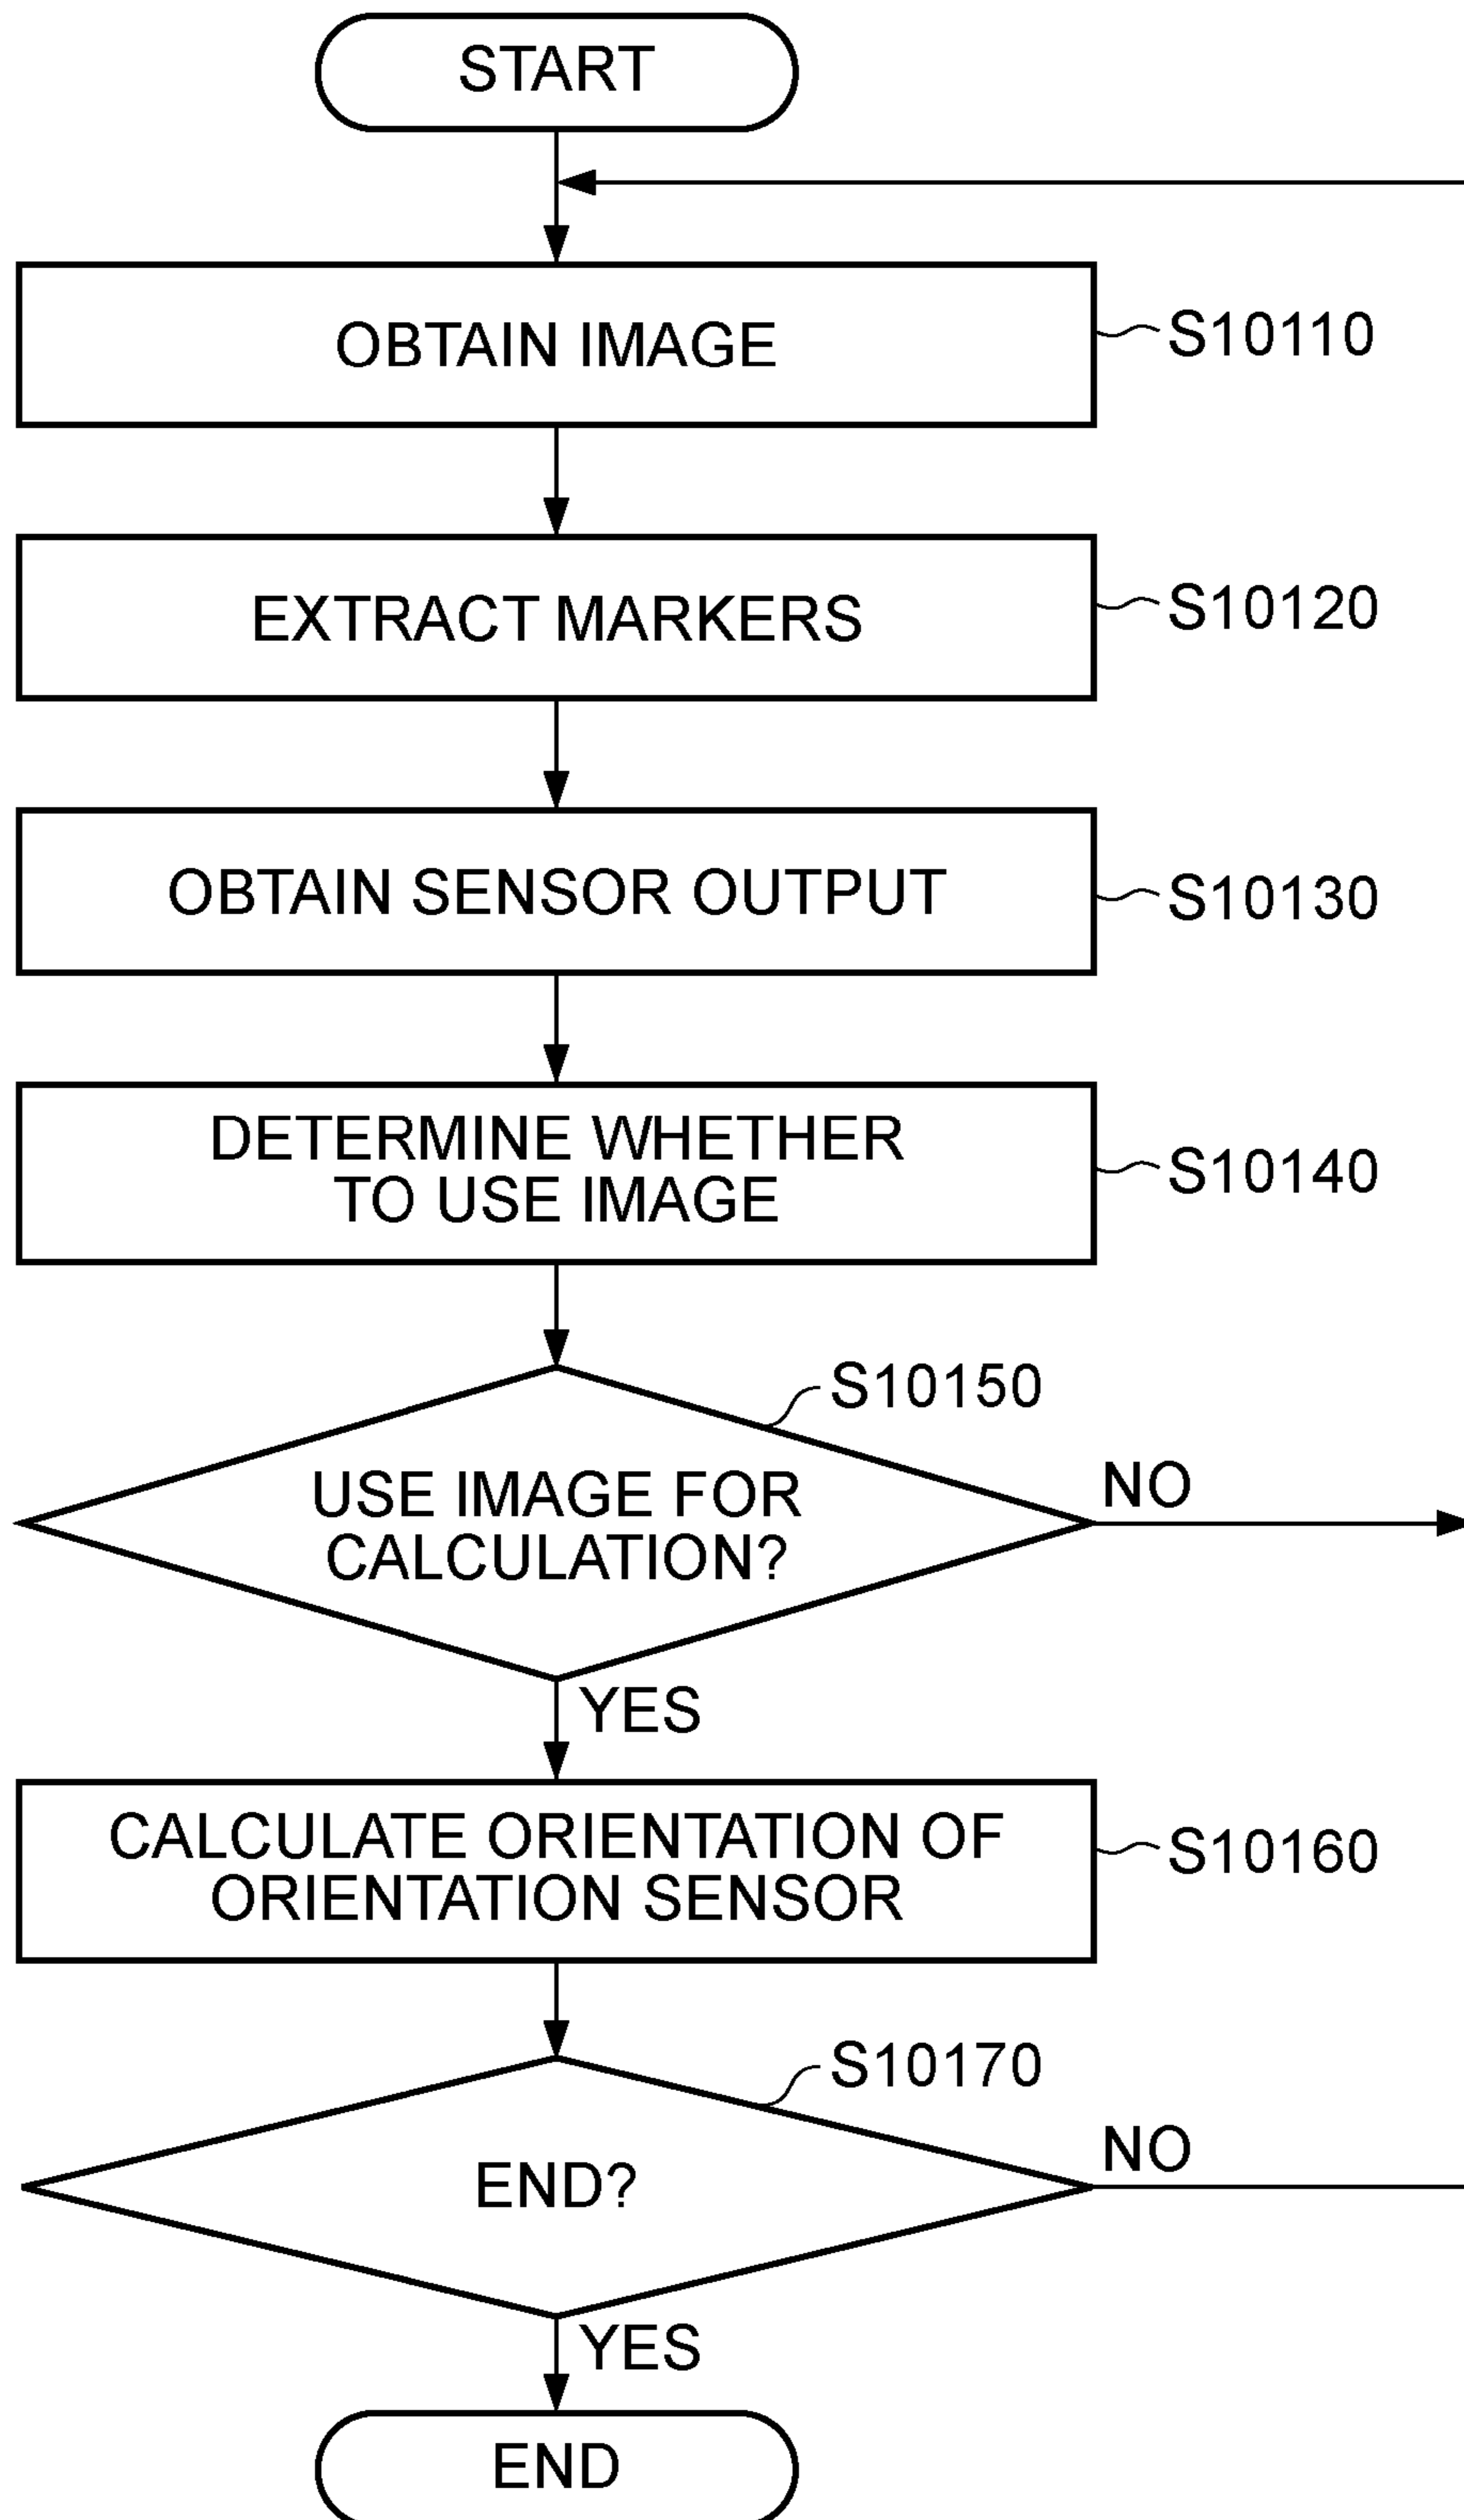 START
OBTAIN IMAGE
S10110
EXTRACT MARKERS
S10120
OBTAIN SENSOR OUTPUT
S10130
DETERMINE WHETHER
TO USE IMAGE
S10140
S10150
USE IMAGE FOR
CALCULATION?
NO
YES
CALCULATE ORIENTATION OF
ORIENTATION SENSOR
S10160
S10170
END?
NO
YES
END